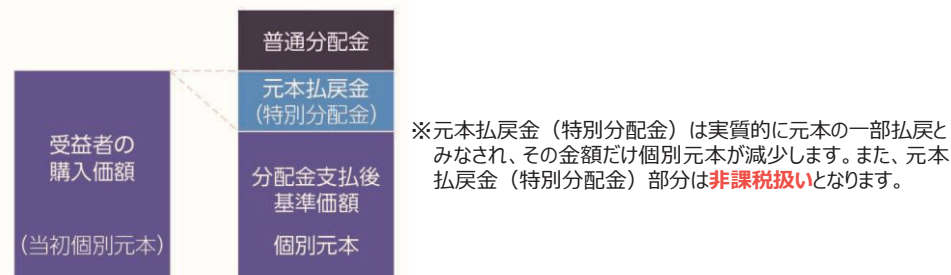 普通分配金
元本払戻金
(特別分配金)
受益者の
購入価額
(当初個別元本)
分配金支払後
基準価額
個別元本
※元本払戻金（特別分配金）は実質的に元本の一部払戻と
みなされ、その金額だけ個別元本が減少します。また、元本
払戻金（特別分配金）部分は非課税扱いとなります。